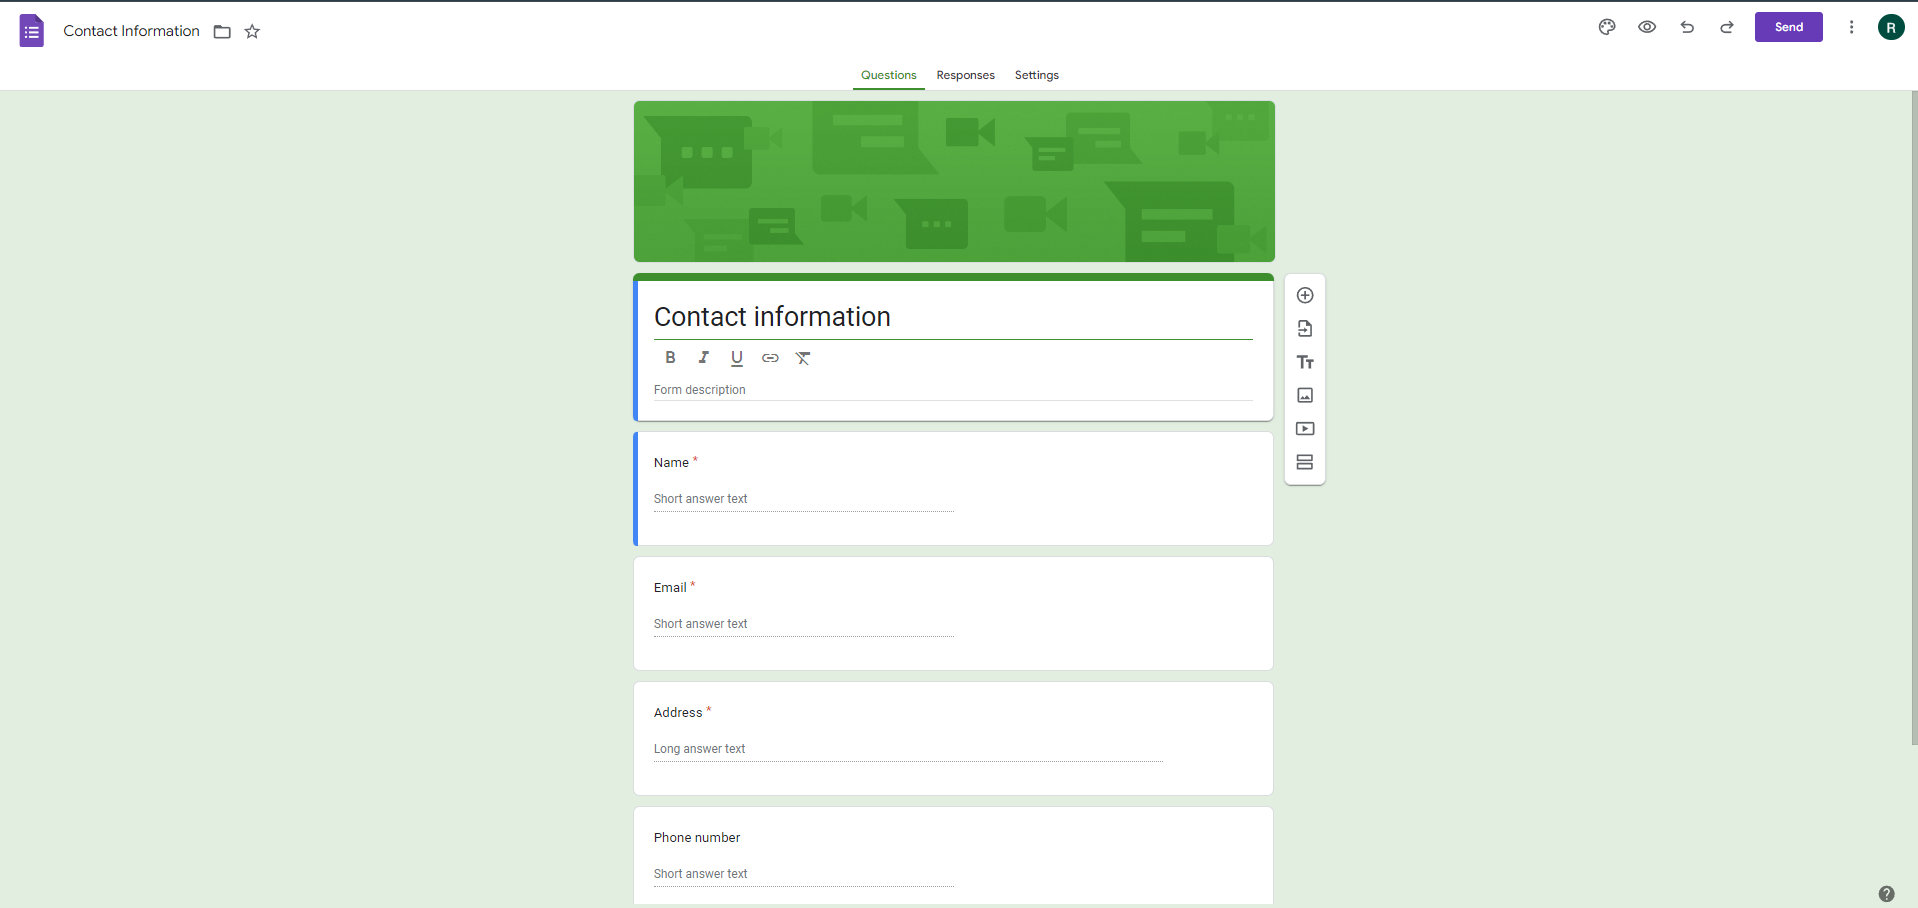 Contact Information
Send
R
Questions Responses Settings
Contact information
B I U
Form description
Name *
Short answer text
Email *
Short answer text
Address *
Long answer text
Phone number
Short answer text